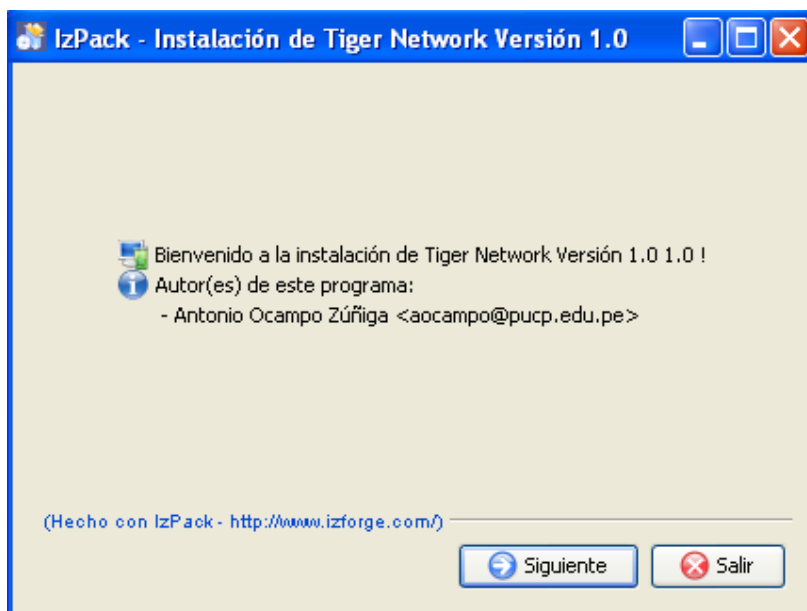 IzPack - Instalación de Tiger Network Versión 1.0
Bienvenido a la instalación de Tiger Network Versión 1.0 1.0 !
Autor(es) de este programa:
- Antonio Ocampo Zúñiga <aocampo@pucp.edu.pe>
(Hecho con IzPack - http://www.izforge.com/)
Siguiente
Salir